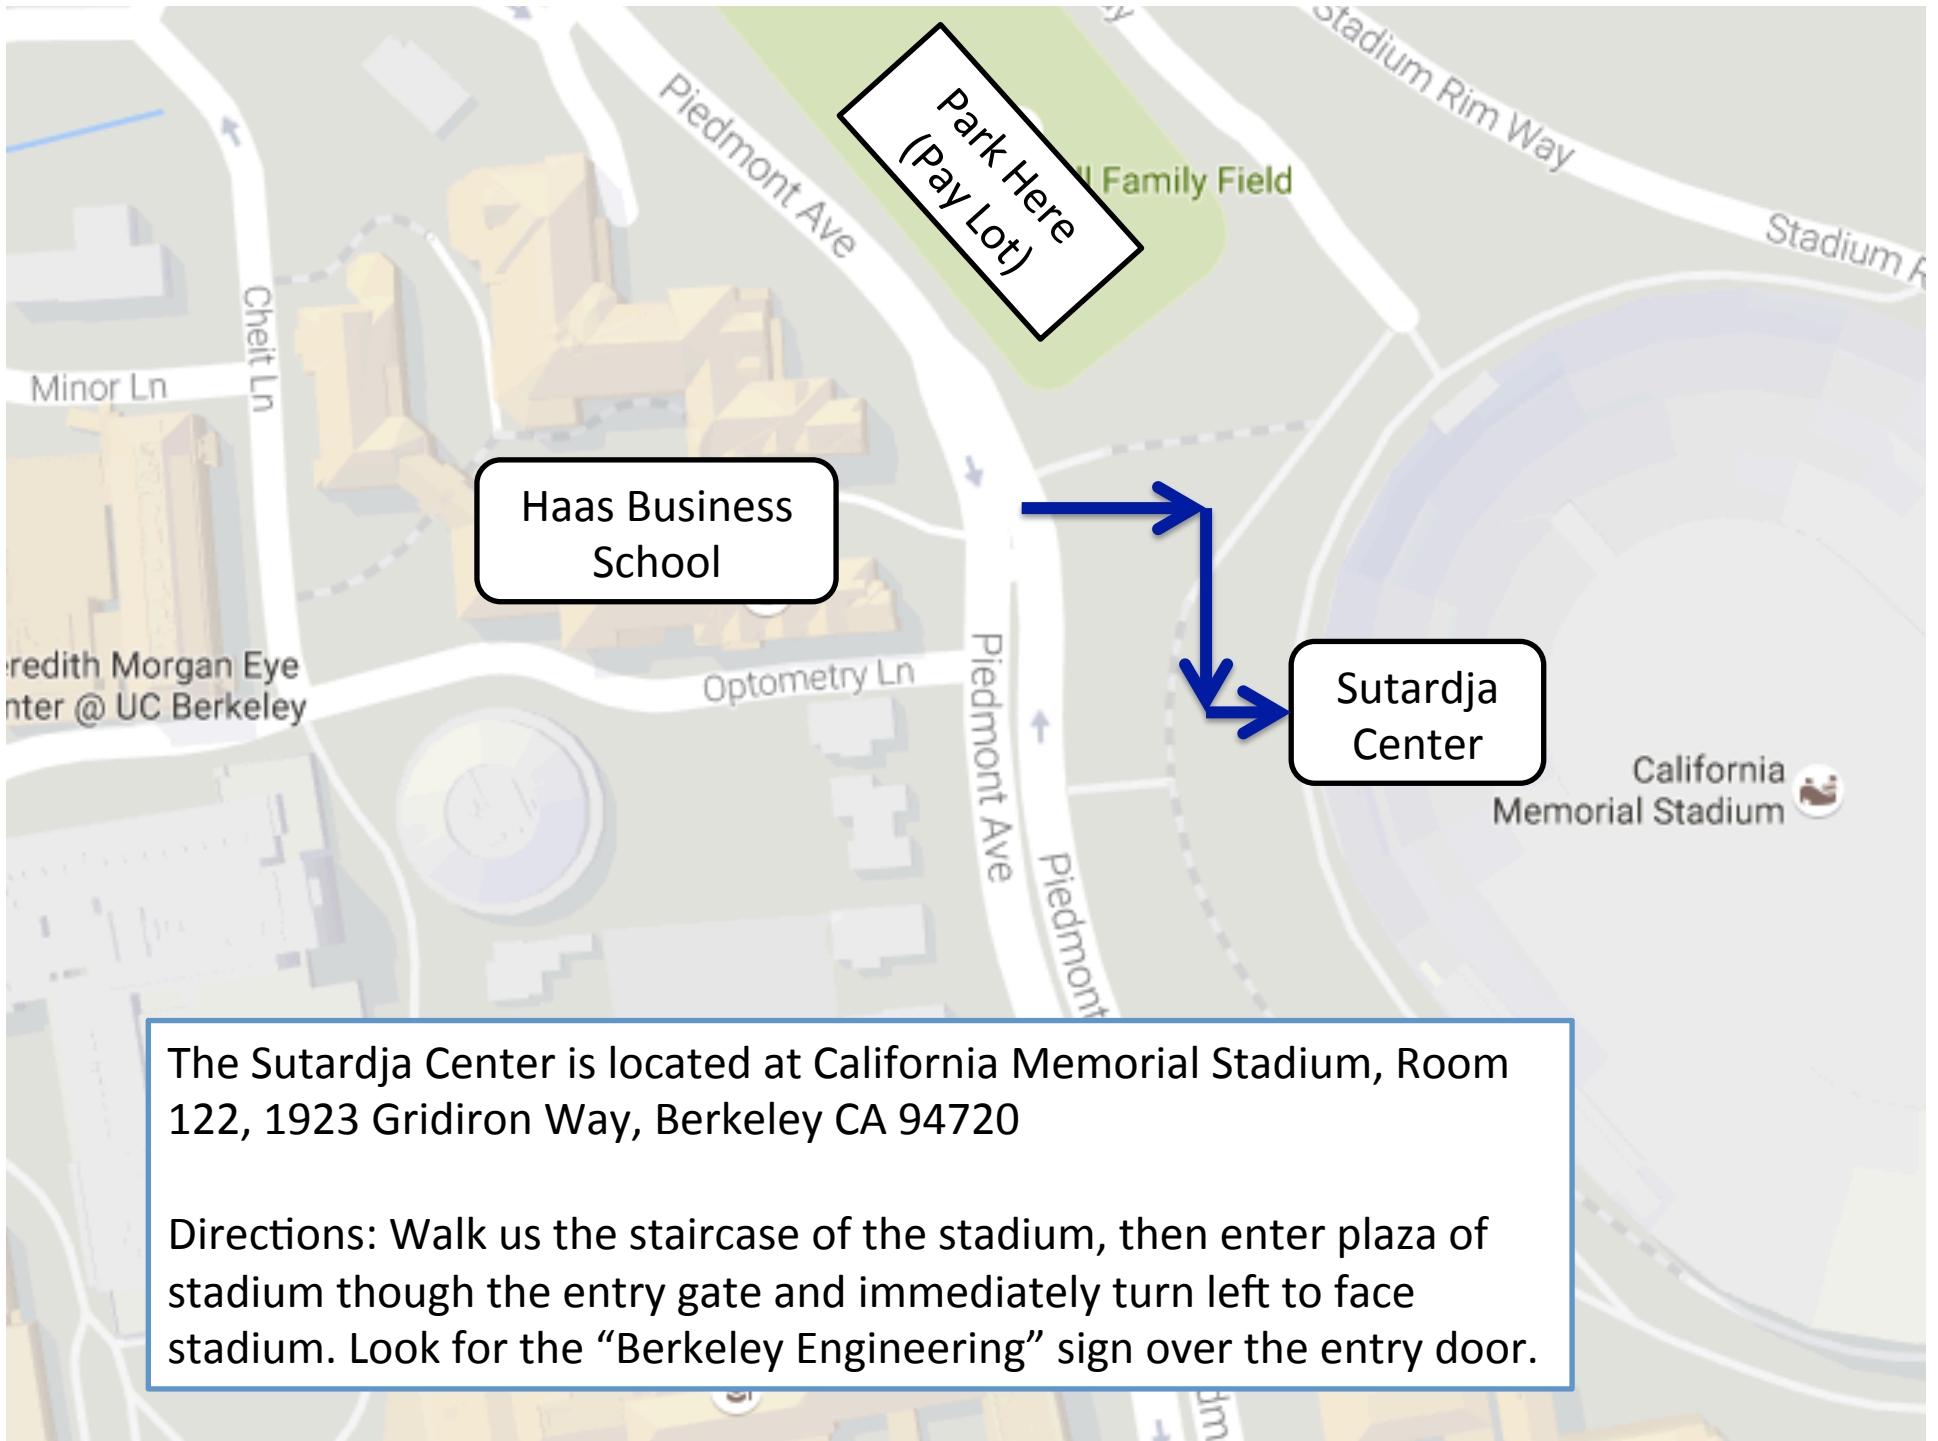 Stadium Rim Way
Piedmont Ave
Park Here
(Pay Lot)
Family Field
Stadium
Cheit Ln
Minor Ln
Haas Business
School
Sutardja
Center
redith Morgan Eye
nter @ UC Berkeley
Optometry Ln
Piedmont Ave
Piedmont
California
Memorial Stadium
The Sutardja Center is located at California Memorial Stadium, Room
122, 1923 Gridiron Way, Berkeley CA 94720
Directions: Walk us the staircase of the stadium, then enter plaza of
stadium though the entry gate and immediately turn left to face
stadium. Look for the “Berkeley Engineering” sign over the entry door.